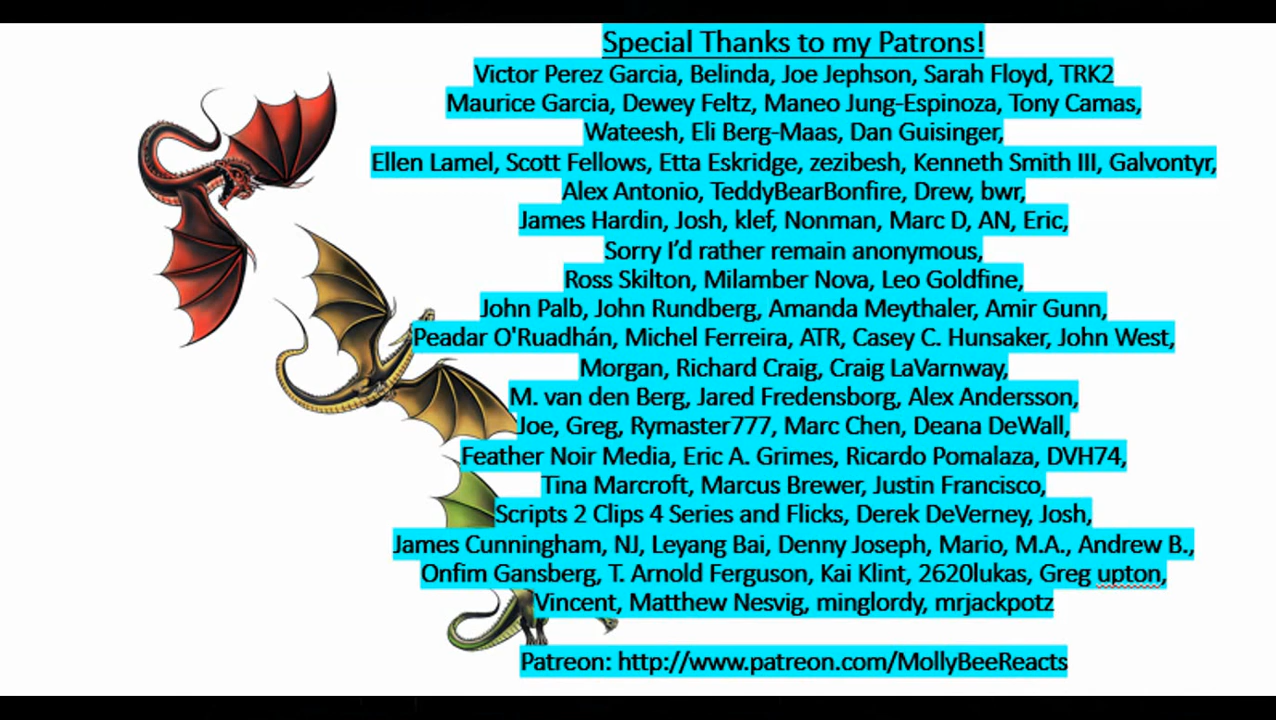 Special Thanks to my Patrons!
Victor Perez Garcia, Belinda, Joe Jephson, Sarah Floyd, TRK2
Maurice Garcia, Dewey Feltz, Maneo Jung-Espinoza, Tony Camas,
Wateesh, Eli Berg-Maas, Dan Guisinger,
Ellen Lamel, Scott Fellows, Etta Eskridge, zezibesh, Kenneth Smith III, Galvontyr,
Alex Antonio, TeddyBearBonfire, Drew, bwr,
James Hardin, Josh, klef, Nonman, Marc D, AN, Eric,
Sorry I’d rather remain anonymous,
Ross Skilton, Milamber Nova, Leo Goldfine,
John Palb, John Rundberg, Amanda Meythaler, Amir Gunn,
Peadar O'Ruadhán, Michel Ferreira, ATR, Casey C. Hunsaker, John West,
Morgan, Richard Craig, Craig LaVarnway,
M. van den Berg, Jared Fredensborg, Alex Andersson,
Joe, Greg, Rymaster777, Marc Chen, Deana DeWall,
Feather Noir Media, Eric A. Grimes, Ricardo Pomalaza, DVH74,
Tina Marcroft, Marcus Brewer, Justin Francisco,
Scripts 2 Clips 4 Series and Flicks, Derek DeVerney, Josh,
James Cunningham, NJ, Leyang Bai, Denny Joseph, Mario, M.A., Andrew B.,
Onfim Gansberg, T. Arnold Ferguson, Kai Klint, 2620lukas, Greg upton,
Vincent, Matthew Nesvig, minglordy, mrjackpotz
Patreon: http://www.patreon.com/MollyBeeReacts